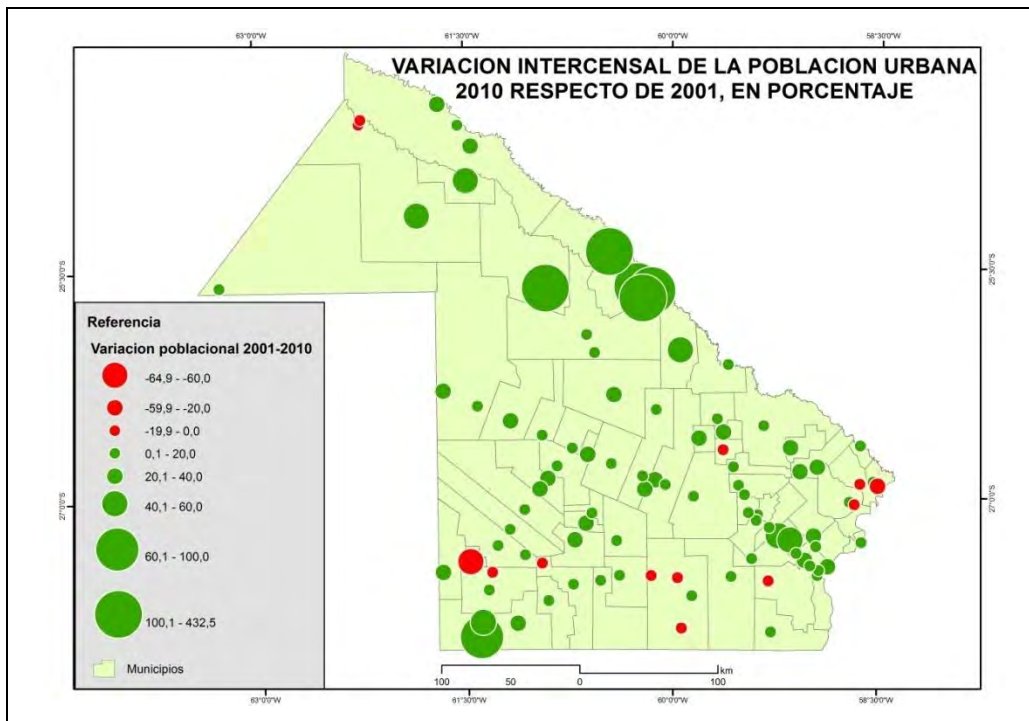 63°0'0"W 61°30'0"W 60°0'0"W 58°30'0"W
VARIACION INTERCENSAL DE LA POBLACION URBANA
2010 RESPECTO DE 2001, EN PORCENTAJE
25°30'0"S 25°30'0"S
Referencia
Variacion poblacional 2001-2010
-64,9 - -60,0
-59,9 - -20,0
-19,9 - 0,0
0,1 - 20,0
20,1 - 40,0
40,1 - 60,0
60,1 - 100,0
100,1 - 432,5
Municipios
27°0'0"S 27°0'0"S
km
100 50 0 100
63°0'0"W 61°30'0"W 60°0'0"W 58°30'0"W